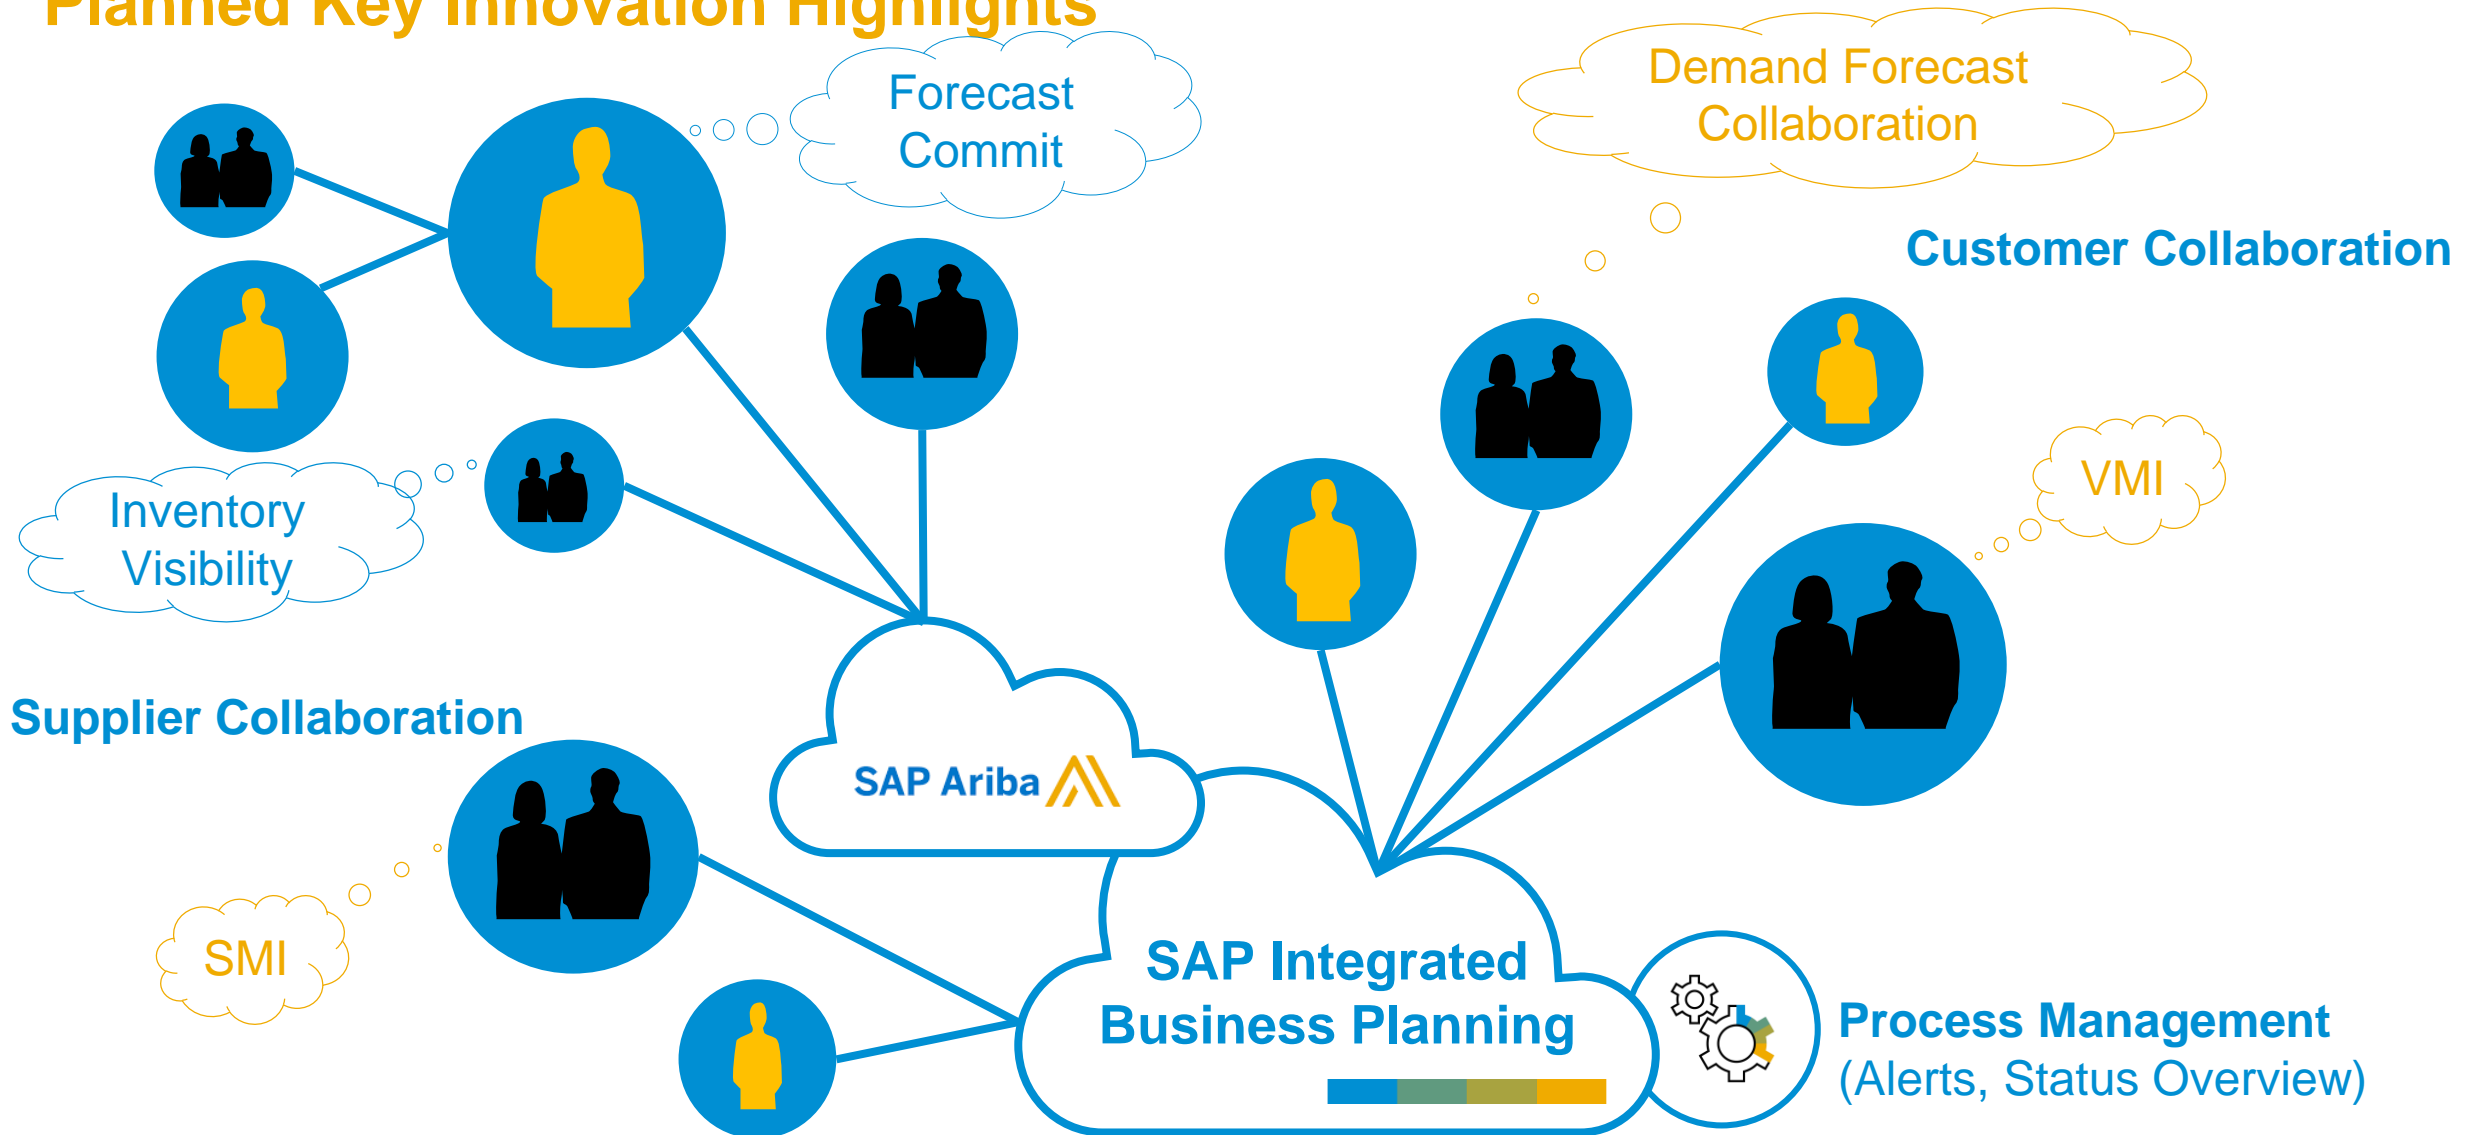 Planned Key Innovation Highlights
Forecast
Commit
Demand Forecast
Collaboration
Customer Collaboration
VMI
Inventory
Visibility
Supplier Collaboration
SAP Ariba
SMI
SAP Integrated
Business Planning
Process Management
(Alerts, Status Overview)